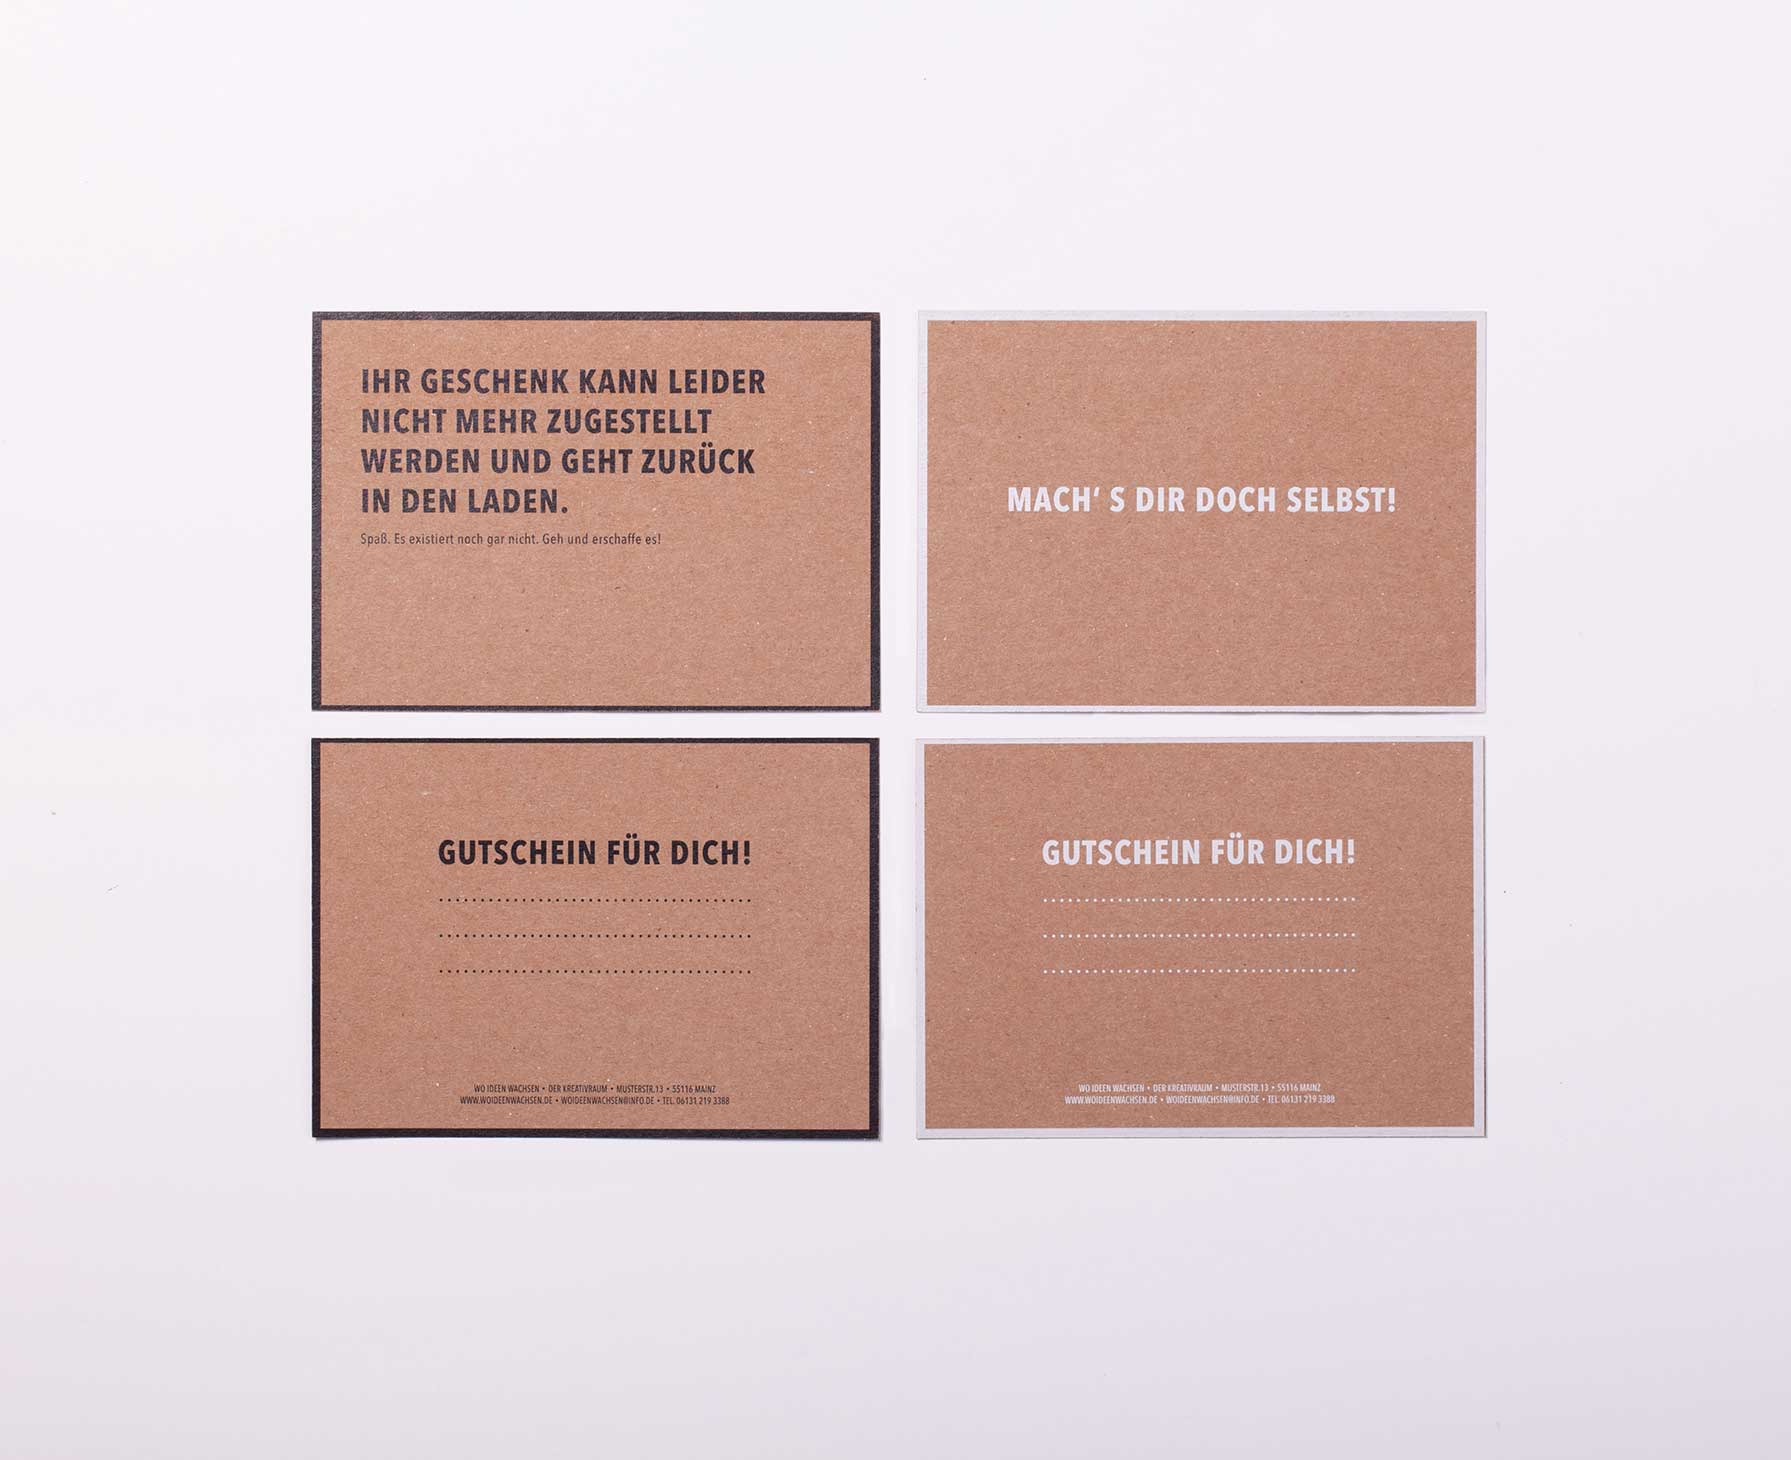 IHR GESCHENK KANN LEIDER
NICHT MEHR ZUGESTELLT
WERDEN UND GEHT ZURÜCK
IN DEN LADEN.
Spaß. Es existiert noch gar nicht. Geh und erschaffe es!
MACH‘ S DIR DOCH SELBST!
GUTSCHEIN FÜR DICH!
WO IDEEN WACHSEN • DER KREATIVRAUM • MUSTERSTR.13 • 55116 MAINZ
WWW.WOIDEENWACHSEN.DE • WOIDEENWACHSEN@INFO.DE • TEL. 06131 219 3388
GUTSCHEIN FÜR DICH!
WO IDEEN WACHSEN • DER KREATIVRAUM • MUSTERSTR.13 • 55116 MAINZ
WWW.WOIDEENWACHSEN.DE • WOIDEENWACHSEN@INFO.DE • TEL. 06131 219 3388